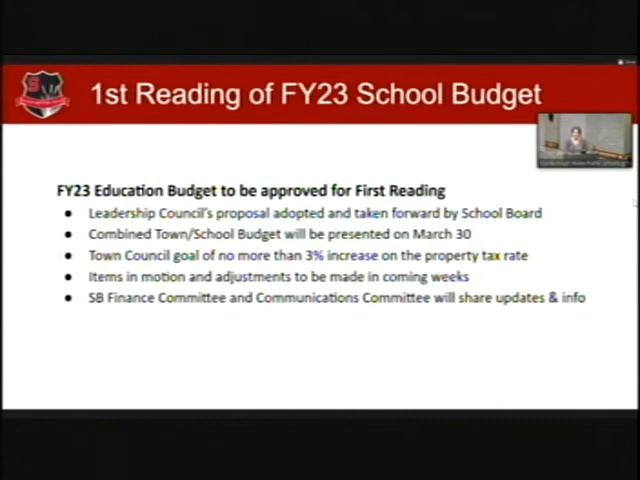 1st Reading of FY23 School Budget
FY23 Education Budget to be approved for First Reading
• Leadership Council's proposal adopted and taken forward by School Board
• Combined Town/School Budget will be presented on March 30
• Town Council goal of no more than 3% increase on the property tax rate
• Items in motion and adjustments to be made in coming weeks
• SB Finance Committee and Communications Committee will share updates & info